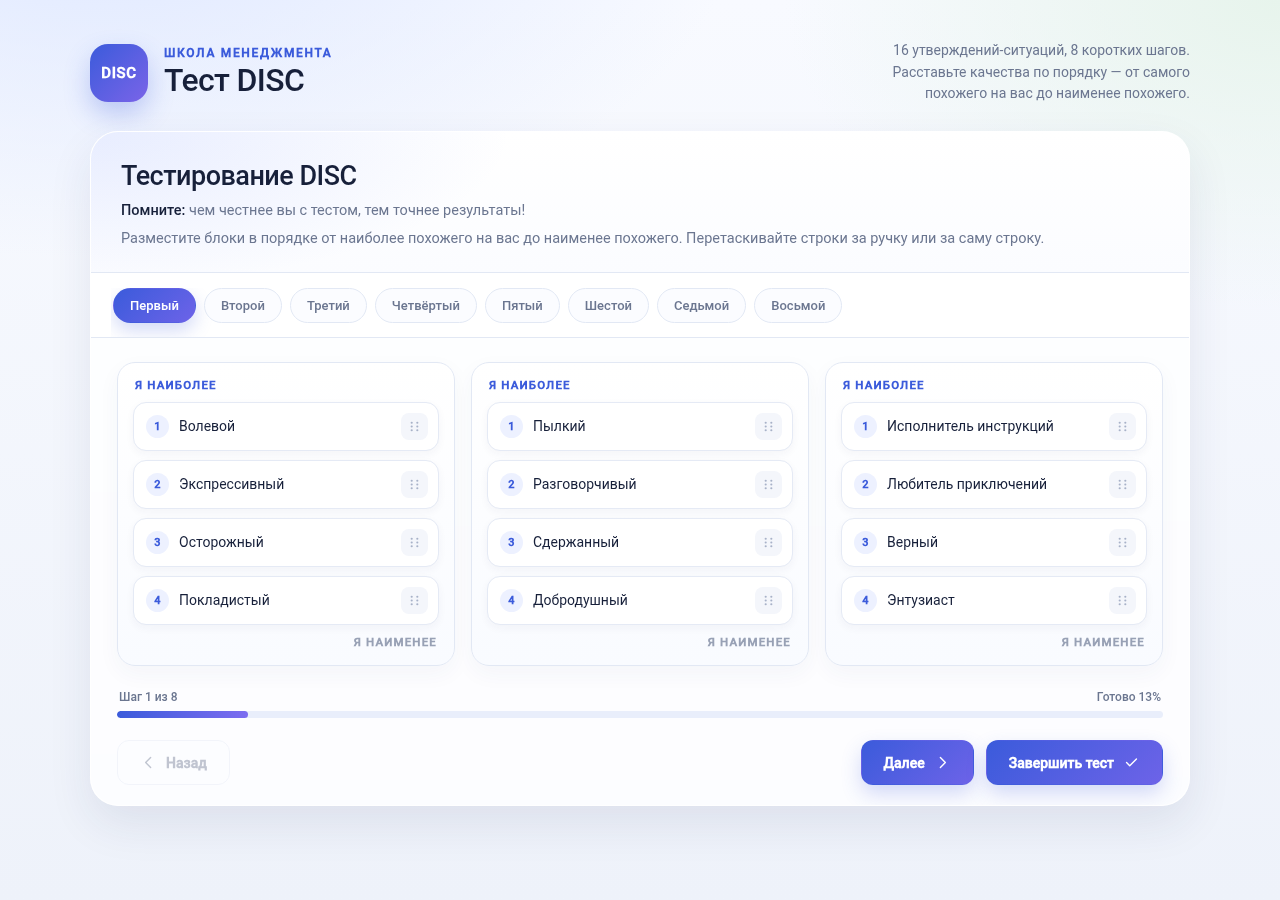 DISC
ШКОЛА МЕНЕДЖМЕНТА
Тест DISC
16 утверждений-ситуаций, 8 коротких шагов.
Расставьте качества по порядку — от самого
похожего на вас до наименее похожего.
Тестирование DISC
Помните: чем честнее вы с тестом, тем точнее результаты!
Разместите блоки в порядке от наиболее похожего на вас до наименее похожего. Перетаскивайте строки за ручку или за саму строку.
Первый
Второй
Третий
Четвёртый
Пятый
Шестой
Седьмой
Восьмой
Я НАИБОЛЕЕ
1 Волевой
2 Экспрессивный
3 Осторожный
4 Покладистый
Я НАИМЕНЕЕ
Я НАИБОЛЕЕ
1 Пылкий
2 Разговорчивый
3 Сдержанный
4 Добродушный
Я НАИМЕНЕЕ
Я НАИБОЛЕЕ
1 Исполнитель инструкций
2 Любитель приключений
3 Верный
4 Энтузиаст
Я НАИМЕНЕЕ
Шаг 1 из 8
Готово 13%
Назад
Далее
Завершить тест